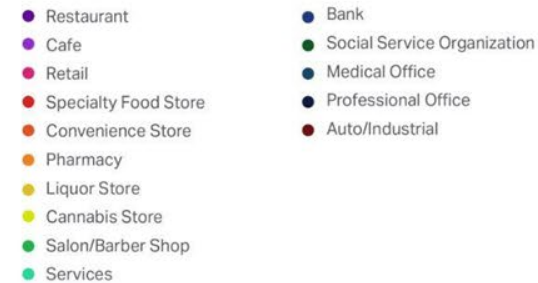 Restaurant
Cafe
Retail
Specialty Food Store
Convenience Store
Pharmacy
Liquor Store
Cannabis Store
Salon/Barber Shop
Services
Bank
Social Service Organization
Medical Office
Professional Office
Auto/Industrial